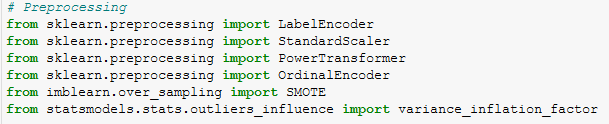 # Preprocessing
from sklearn.preprocessing import LabelEncoder
from sklearn.preprocessing import StandardScaler
from sklearn.preprocessing import PowerTransformer
from sklearn.preprocessing import OrdinalEncoder
from imblearn.over_sampling import SMOTE
from statsmodels.stats.outliers_influence import variance_inflation_factor